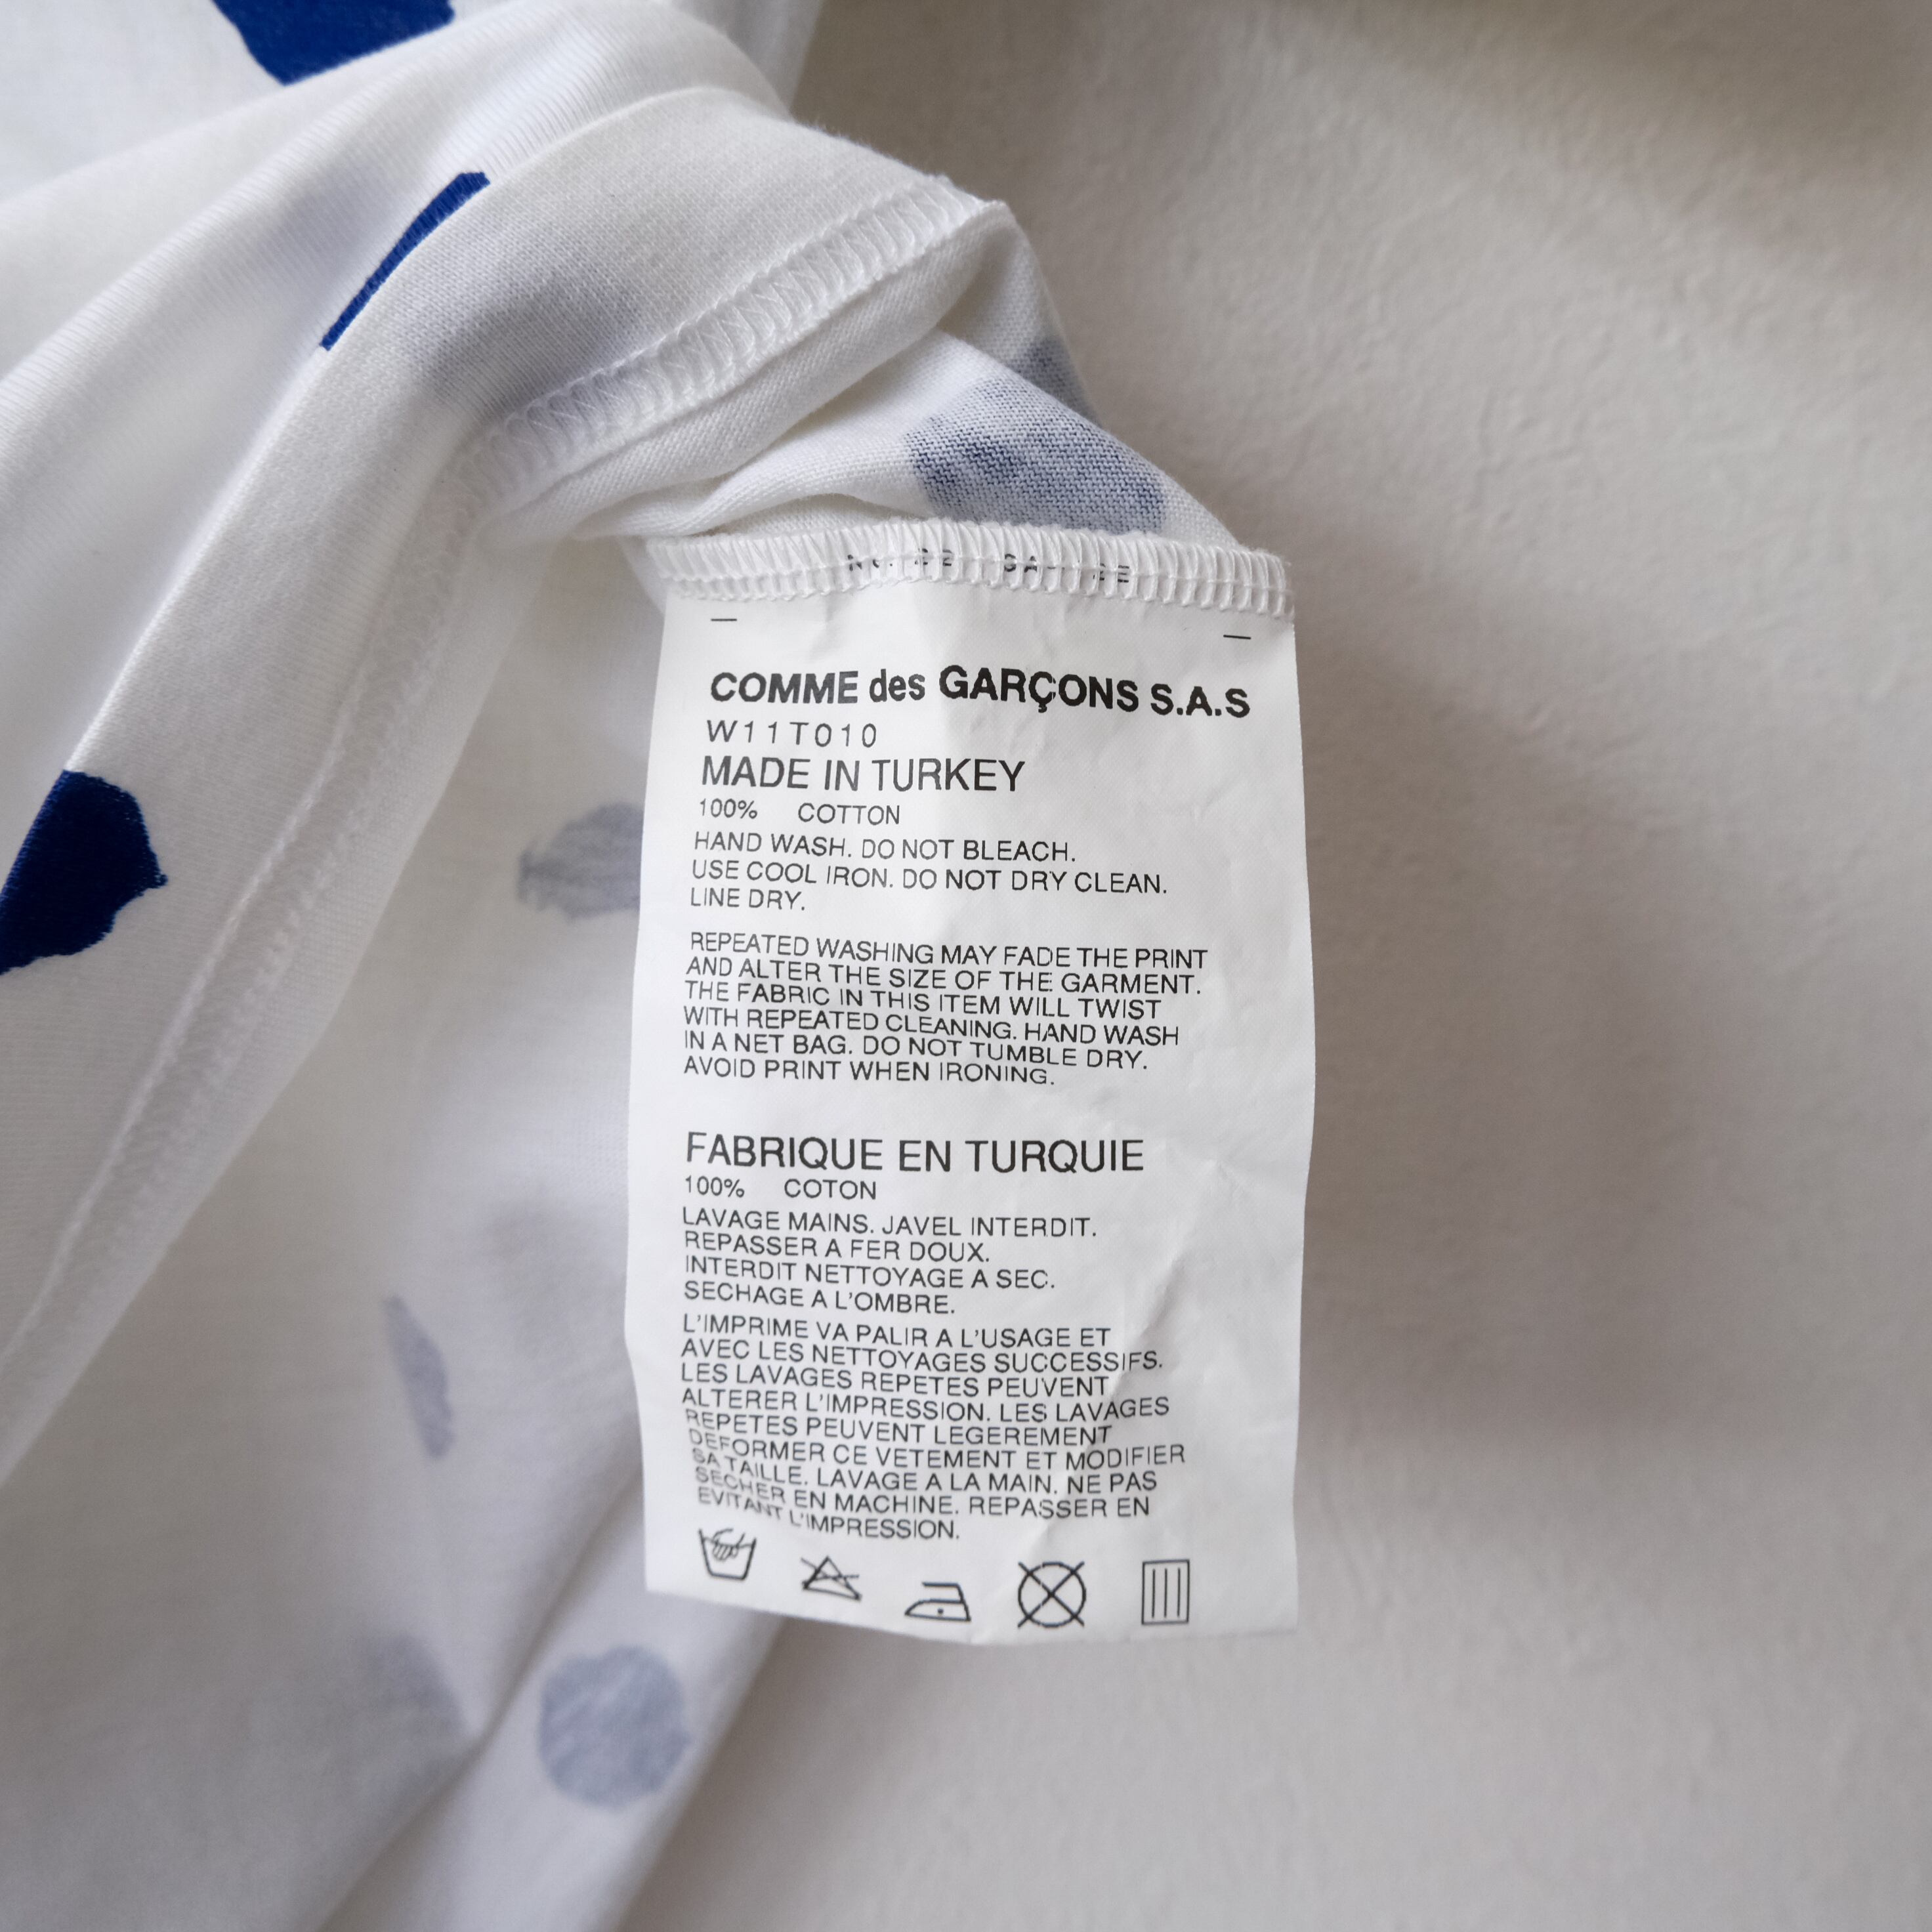 COMME des GARÇONS S.A.S
W11T010
MADE IN TURKEY
100% COTTON
HAND WASH. DO NOT BLEACH.
USE COOL IRON. DO NOT DRY CLEAN.
LINE DRY.
REPEATED WASHING MAY FADE THE PRINT
AND ALTER THE SIZE OF THE GARMENT.
THE FABRIC IN THIS ITEM WILL TWIST
WITH REPEATED CLEANING. HAND WASH
IN A NET BAG. DO NOT TUMBLE DRY.
AVOID PRINT WHEN IRONING.
FABRIQUE EN TURQUIE
100% COTON
LAVAGE MAINS. JAVEL INTERDIT.
REPASSER A FER DOUX.
INTERDIT NETTOYAGE A SEC.
SECHAGE A L'OMBRE.
L'IMPRIME VA PALIR A L'USAGE ET
AVEC LES NETTOYAGES SUCCESSIFS.
LES LAVAGES REPETES PEUVENT
ALTERER L'IMPRESSION. LES LAVAGES
REPETES PEUVENT LEGEREMENT
DEFORMER CE VETEMENT ET MODIFIER
SA TAILLE. LAVAGE A LA MAIN. NE PAS
SECHER EN MACHINE. REPASSER EN
EVITANT L'IMPRESSION.